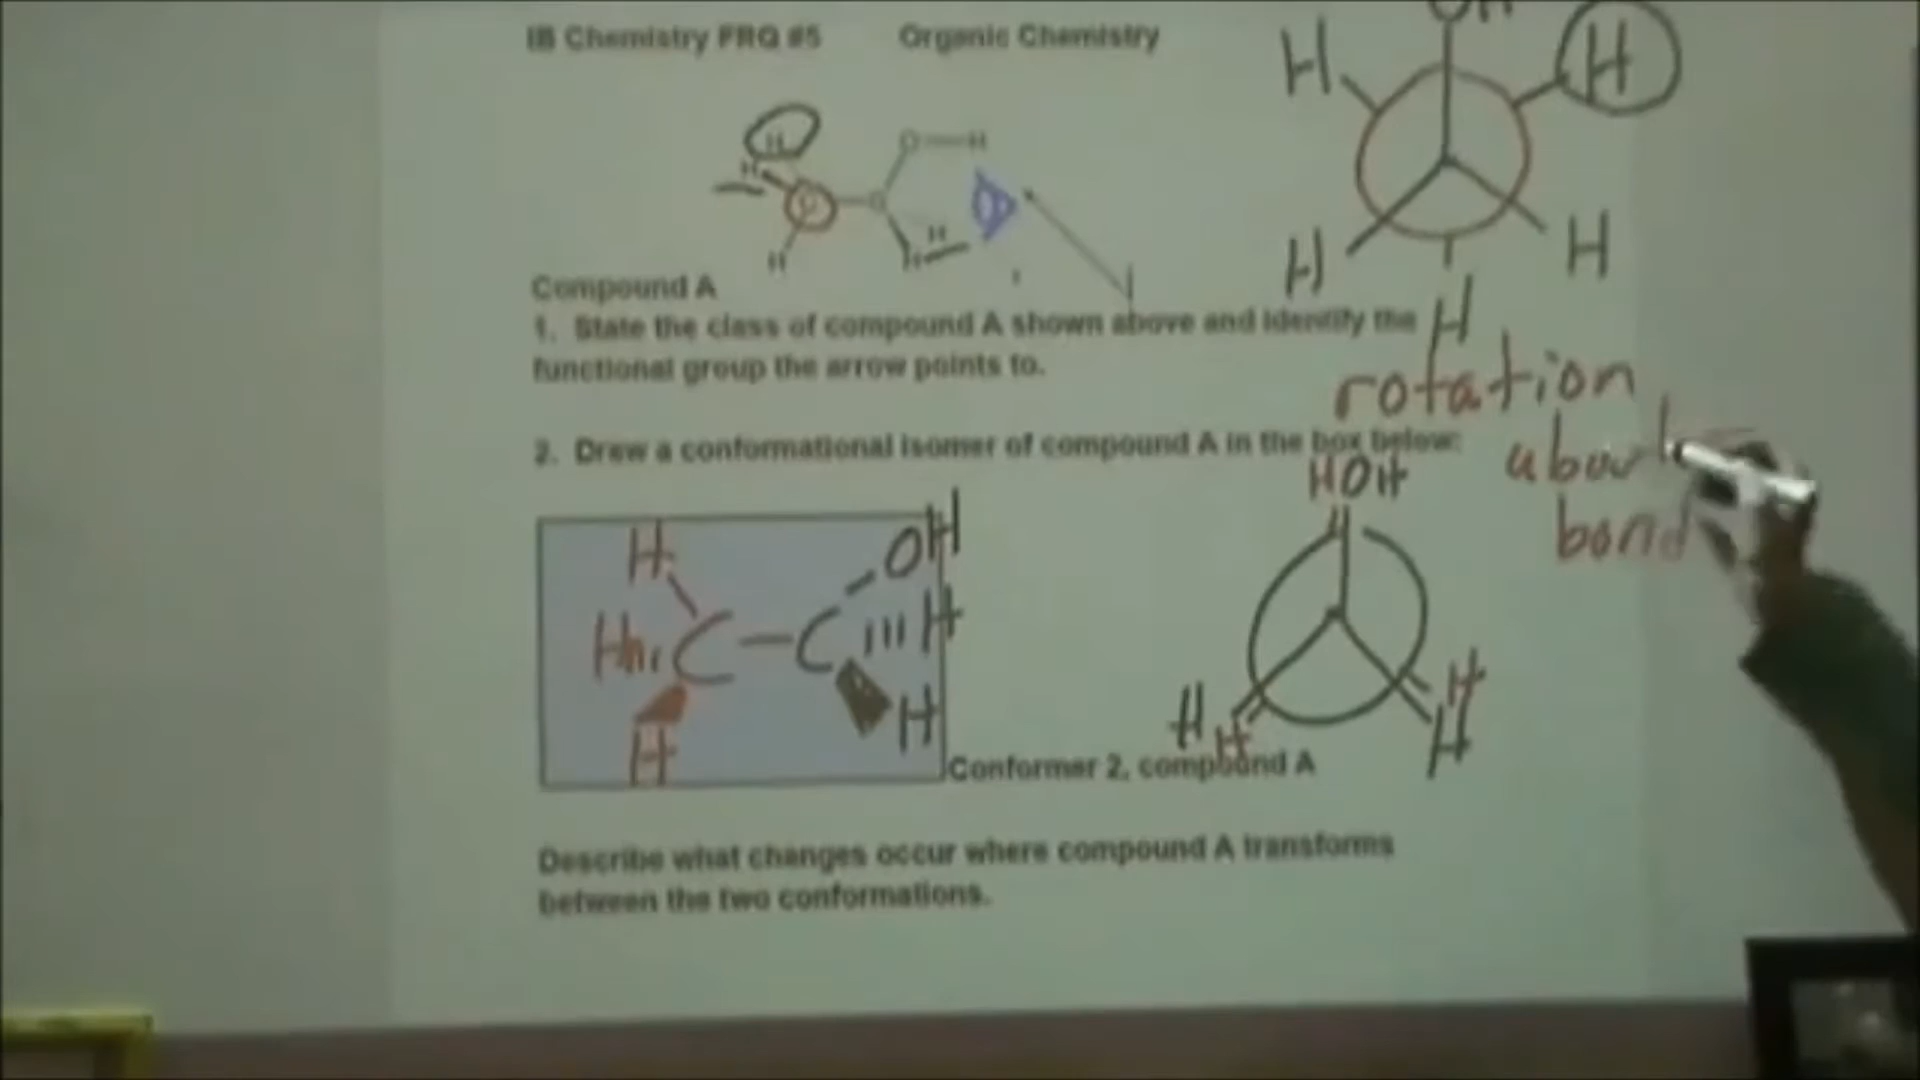 IB Chemistry FRQ #5 Organic Chemistry
OH
H H
H H
H
H
H
O—H
H
H
H
H
Compound A
1. State the class of compound A shown above and identify the
functional group the arrow points to.
rotation
about
bond
2. Draw a conformational isomer of compound A in the box below:
HOH
H OH
H C — C H
H H
H H
H H
Conformer 2, compound A
Describe what changes occur where compound A transforms
between the two conformations.